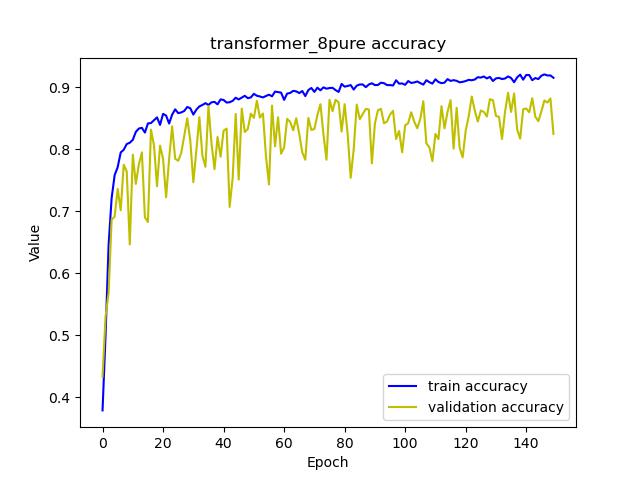 transformer_8pure accuracy
Value
0.9
0.8
0.7
0.6
0.5
0.4
train accuracy
validation accuracy
0 20 40 60 80 100 120 140
Epoch